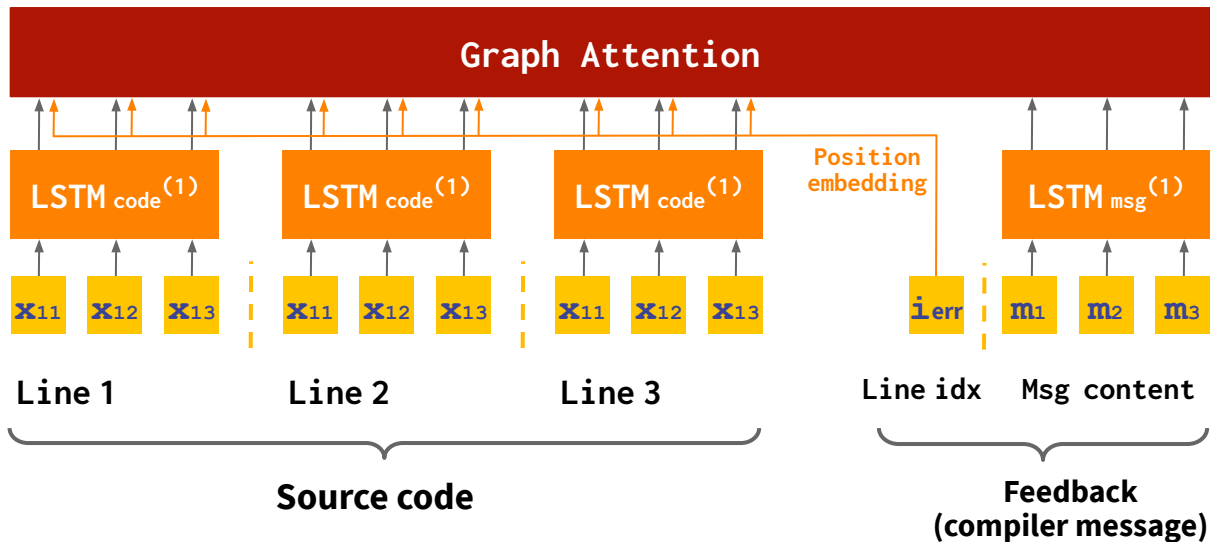 Graph Attention
Position
embedding
LSTM code(1) LSTM code(1) LSTM code(1) LSTM msg(1)
x11 x12 x13 x11 x12 x13 x11 x12 x13 ierr m1 m2 m3
Line 1 Line 2 Line 3 Line idx Msg content
Source code
Feedback
(compiler message)